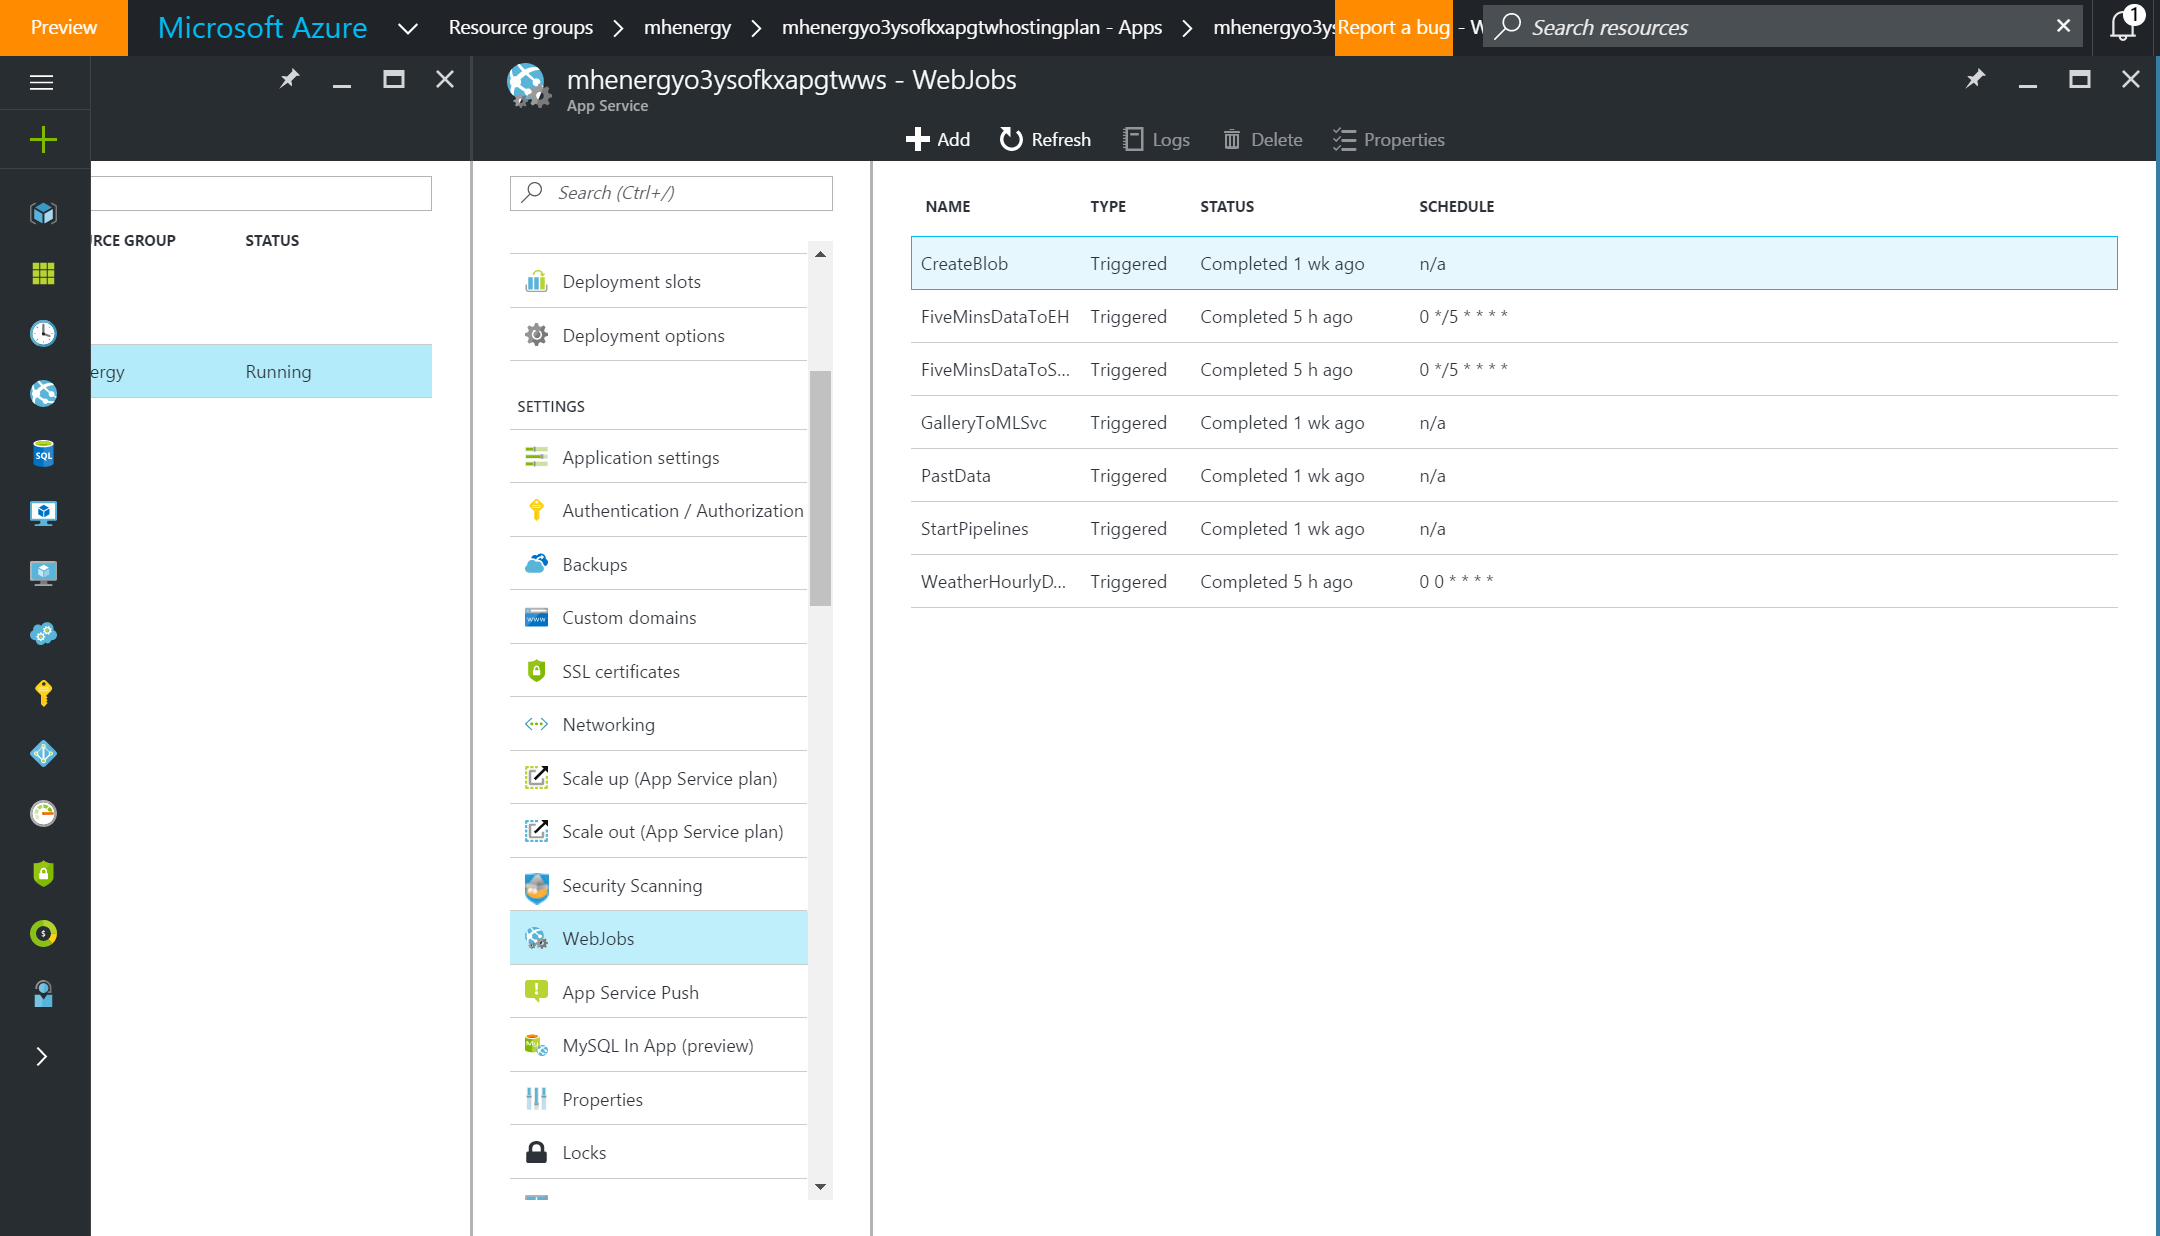 Preview
Microsoft Azure
Resource groups
mhenergy
mhenergyo3ysofkxapgtwhostingplan - Apps
mhenergyo3ys
Report a bug
- W
Search resources
1
mhenergyo3ysofkxapgtwws - WebJobs
App Service
Add
Refresh
Logs
Delete
Properties
RCE GROUP STATUS
ergy Running
Search (Ctrl+/)
Deployment slots
Deployment options
SETTINGS
Application settings
Authentication / Authorization
Backups
Custom domains
SSL certificates
Networking
Scale up (App Service plan)
Scale out (App Service plan)
Security Scanning
WebJobs
App Service Push
MySQL In App (preview)
Properties
Locks
NAME TYPE STATUS SCHEDULE
CreateBlob Triggered Completed 1 wk ago n/a
FiveMinsDataToEH Triggered Completed 5 h ago 0 */5 * * * *
FiveMinsDataToS... Triggered Completed 5 h ago 0 */5 * * * *
GalleryToMLSvc Triggered Completed 1 wk ago n/a
PastData Triggered Completed 1 wk ago n/a
StartPipelines Triggered Completed 1 wk ago n/a
WeatherHourlyD... Triggered Completed 5 h ago 0 0 * * * *
SQL